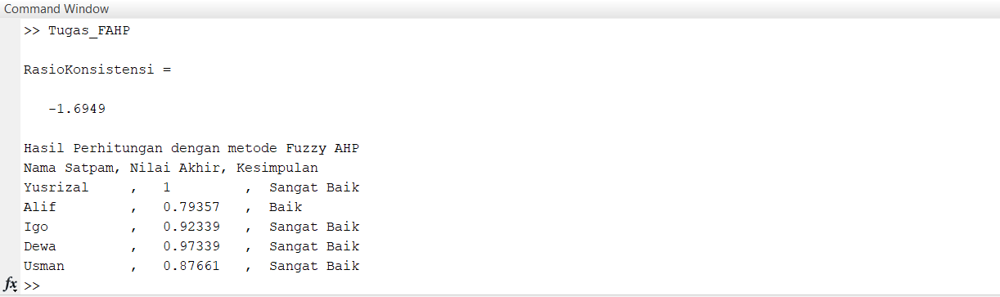 Command Window
>> Tugas_FAHP
RasioKonsistensi =
-1.6949
Hasil Perhitungan dengan metode Fuzzy AHP
Nama Satpam, Nilai Akhir, Kesimpulan
Yusrizal , 1 , Sangat Baik
Alif , 0.79357 , Baik
Igo , 0.92339 , Sangat Baik
Dewa , 0.97339 , Sangat Baik
Usman , 0.87661 , Sangat Baik
fx >>